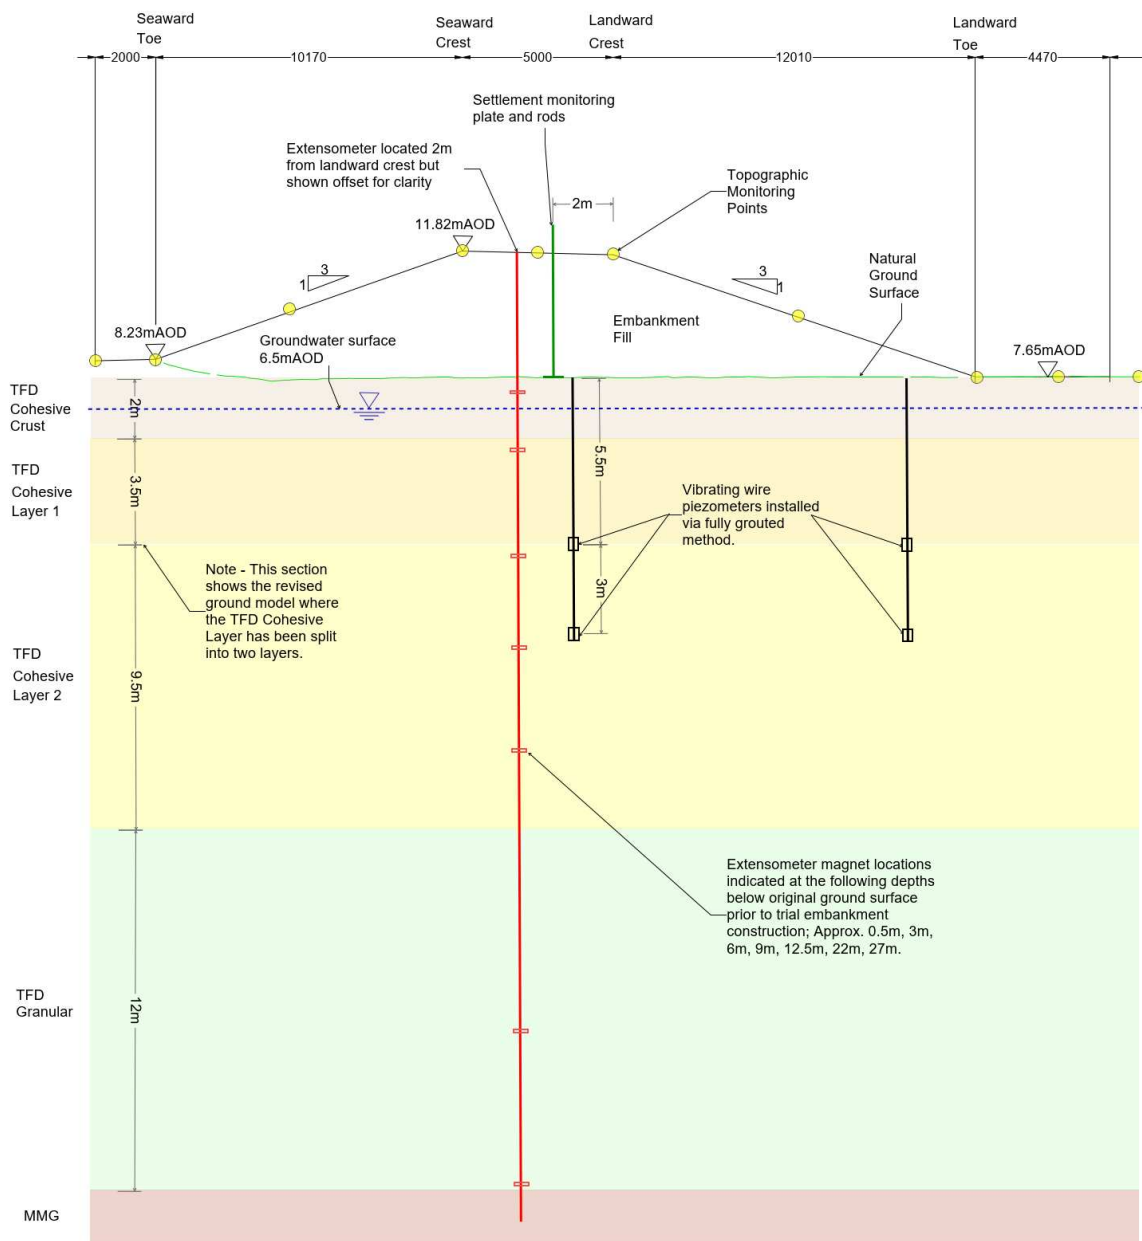 Seaward
Toe
Seaward
Crest
Landward
Crest
Landward
Toe
2000
10170
5000
12010
4470
Settlement monitoring
plate and rods
Extensometer located 2m
from landward crest but
shown offset for clarity
Topographic
Monitoring
Points
2m
11.82mAOD
3
1
3
1
Natural
Ground
Surface
Embankment
Fill
8.23mAOD
Groundwater surface
6.5mAOD
7.65mAOD
TFD
Cohesive
Crust
2m
TFD
Cohesive
Layer 1
3.5m
5.5m
Vibrating wire
piezometers installed
via fully grouted
method.
3m
Note - This section
shows the revised
ground model where
the TFD Cohesive
Layer has been split
into two layers.
TFD
Cohesive
Layer 2
9.5m
Extensometer magnet locations
indicated at the following depths
below original ground surface
prior to trial embankment
construction; Approx. 0.5m, 3m,
6m, 9m, 12.5m, 22m, 27m.
TFD
Granular
12m
MMG